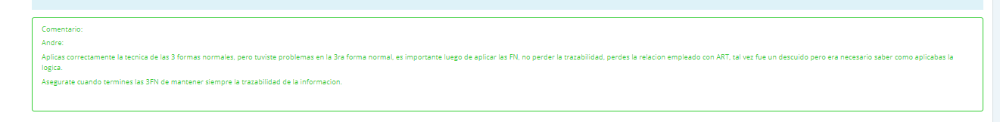 Comentario:
Andre:
Aplicas correctamente la tecnica de las 3 formas normales, pero tuviste problemas en la 3ra forma normal, es importante luego de aplicar las FN, no perder la trazabilidad, perdes la relacion empleado con ART, tal vez fue un descuido pero era necesario saber como aplicabas la
logica.
Asegurate cuando termines las 3FN de mantener siempre la trazabilidad de la informacion.